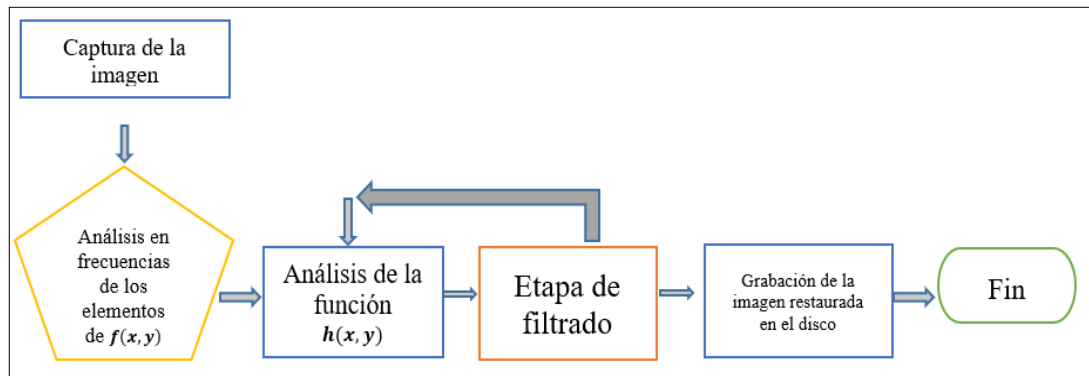 Captura de la
imagen
Análisis en
frecuencias
de los
elementos
de f(x, y)
Análisis de la
función
h(x, y)
Etapa de
filtrado
Grabación de la
imagen restaurada
en el disco
Fin